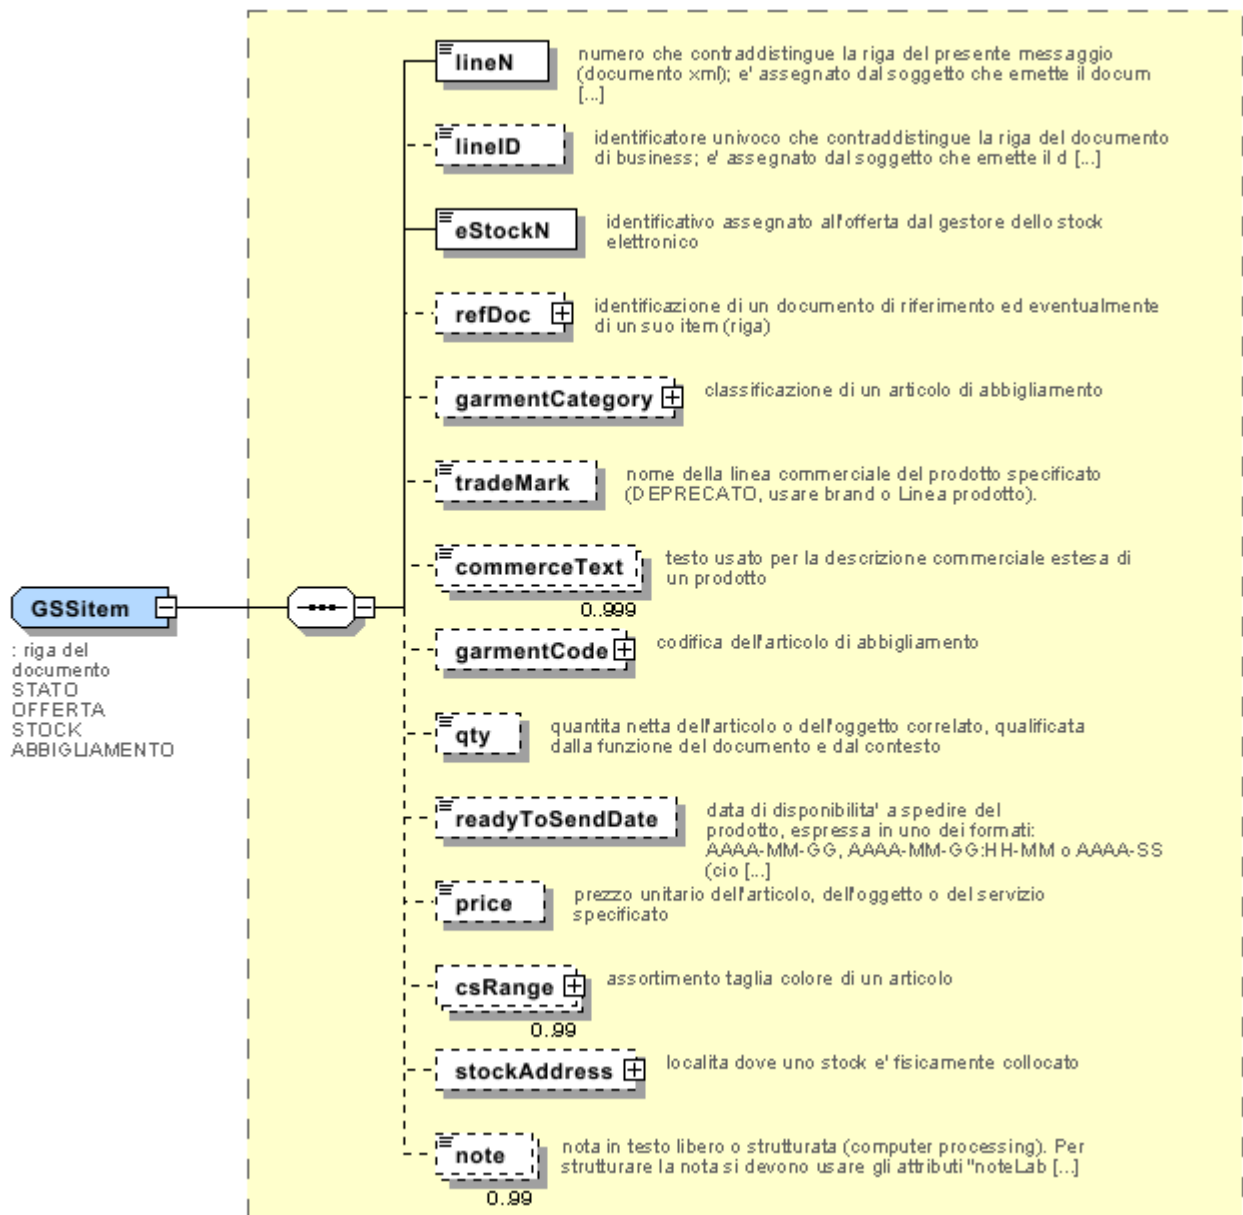 lineN
numero che contraddistingue la riga del presente messaggio
(documento xml); e' assegnato dal soggetto che emette il docum
[...]
lineID
identificatore univoco che contraddistingue la riga del documento
di business; e' assegnato dal soggetto che emette il d [...]
eStockN
identificativo assegnato all'offerta dal gestore dello stock
elettronico
refDoc
identificazione di un documento di riferimento ed eventualmente
di un suo item (riga)
garmentCategory
classificazione di un articolo di abbigliamento
tradeMark
nome della linea commerciale del prodotto specificato
(DEPRECATO, usare brand o Linea prodotto).
commerceText
testo usato per la descrizione commerciale estesa di
un prodotto
0..999
GSSitem
: riga del
documento
STATO
OFFERTA
STOCK
ABBIGLIAMENTO
garmentCode
codifica dell'articolo di abbigliamento
qty
quantita netta dell'articolo o dell'oggetto correlato, qualificata
dalla funzione del documento e dal contesto
readyToSendDate
data di disponibilita' a spedire del
prodotto, espressa in uno dei formati:
AAAA-MM-GG, AAAA-MM-GG:HH-MM o AAAA-SS
(cio [...]
price
prezzo unitario dell'articolo, dell'oggetto o del servizio
specificato
csRange
assortimento taglia colore di un articolo
0..99
stockAddress
localita dove uno stock e' fisicamente collocato
note
nota in testo libero o strutturata (computer processing). Per
strutturare la nota si devono usare gli attributi "noteLab [...]
0..99